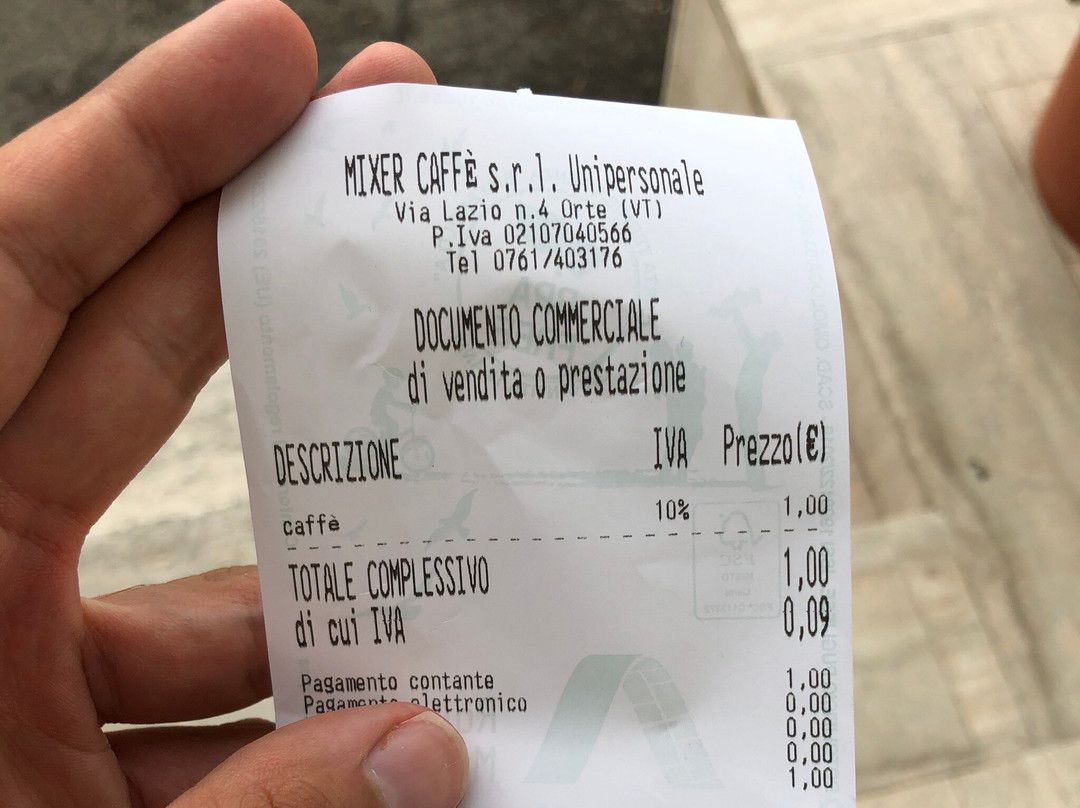 MIXER CAFFÈ s.r.l. Unipersonale
Via Lazio n.4 Orte (VT)
P.Iva 02107040566
Tel 0761/403176
DOCUMENTO COMMERCIALE
di vendita o prestazione
DESCRIZIONE IVA Prezzo(€)
caffè 10% 1,00
TOTALE COMPLESSIVO 1,00
di cui IVA 0,09
Pagamento contante 1,00
Pagamento elettronico 0,00
0,00
0,00
1,00
FSC